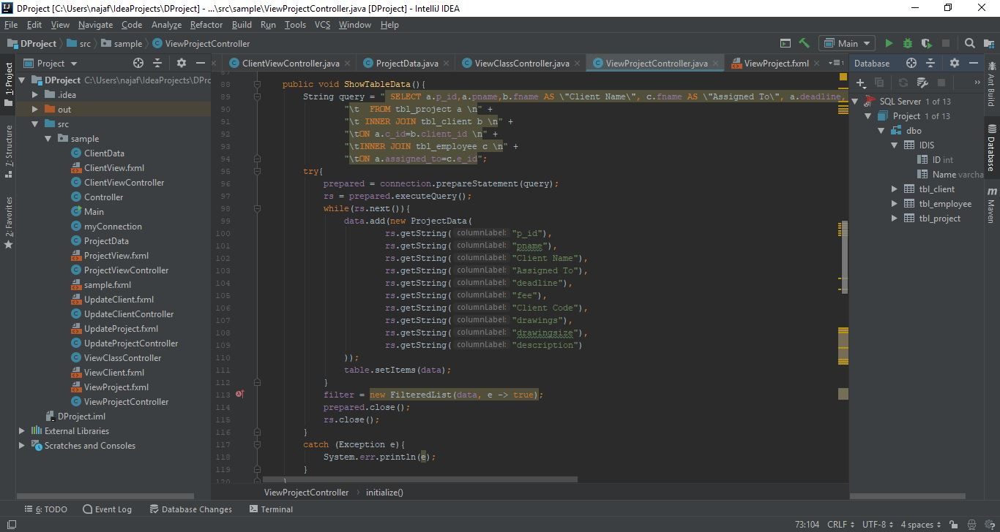 DProject [C:\Users\najaf\IdeaProjects\DProject] - ...\src\sample\ViewProjectController.java [DProject] - IntelliJ IDEA
File Edit View Navigate Code Analyze Refactor Build Run Tools VCS Window Help
DProject src sample ViewProjectController Main
Project ClientViewController.java ProjectData.java ViewClassController.java ViewProjectController.java ViewProject.fxml Database
1: Project
7: Structure
2: Favorites
DProject C:\Users\najaf\IdeaProjects\DProj
.idea
out
src
sample
ClientData
ClientView.fxml
ClientViewController
Controller
Main
myConnection
ProjectData
ProjectView.fxml
ProjectViewController
sample.fxml
UpdateClient.fxml
UpdateClientController
UpdateProject.fxml
UpdateProjectController
ViewClassController
ViewClient.fxml
ViewProject.fxml
ViewProjectController
DProject.iml
External Libraries
Scratches and Consoles
87
88 public void ShowTableData(){
89 String query = " SELECT a.p_id,a.pname,b.fname AS \"Client Name\", c.fname AS \"Assigned To\", a.deadline,
90 "\t  FROM tbl_project a \n" +
91 "\t INNER JOIN tbl_client b \n" +
92 "\tON a.c_id=b.client_id \n" +
93 "\tINNER JOIN tbl_employee c \n" +
94 "\tON a.assigned_to=c.e_id";
95 try{
96 prepared = connection.prepareStatement(query);
97 rs = prepared.executeQuery();
98 while(rs.next()){
99 data.add(new ProjectData(
100 rs.getString( columnLabel: "p_id"),
101 rs.getString( columnLabel: "pname"),
102 rs.getString( columnLabel: "Client Name"),
103 rs.getString( columnLabel: "Assigned To"),
104 rs.getString( columnLabel: "deadline"),
105 rs.getString( columnLabel: "fee"),
106 rs.getString( columnLabel: "Client Code"),
107 rs.getString( columnLabel: "drawings"),
108 rs.getString( columnLabel: "drawingsize"),
109 rs.getString( columnLabel: "description")
110 ));
111 table.setItems(data);
112 }
113 filter = new FilteredList(data, e -> true);
114 prepared.close();
115 rs.close();
116 }
117 catch (Exception e){
118 System.err.println(e);
119 }
120 }
ViewProjectController initialize()
SQL Server 1 of 13
Project 1 of 13
dbo
IDIS
ID int
Name varcha
tbl_client
tbl_employee
tbl_project
Ant Build
Database
Maven
6: TODO Event Log Database Changes Terminal
73:104 CRLF UTF-8 4 spaces